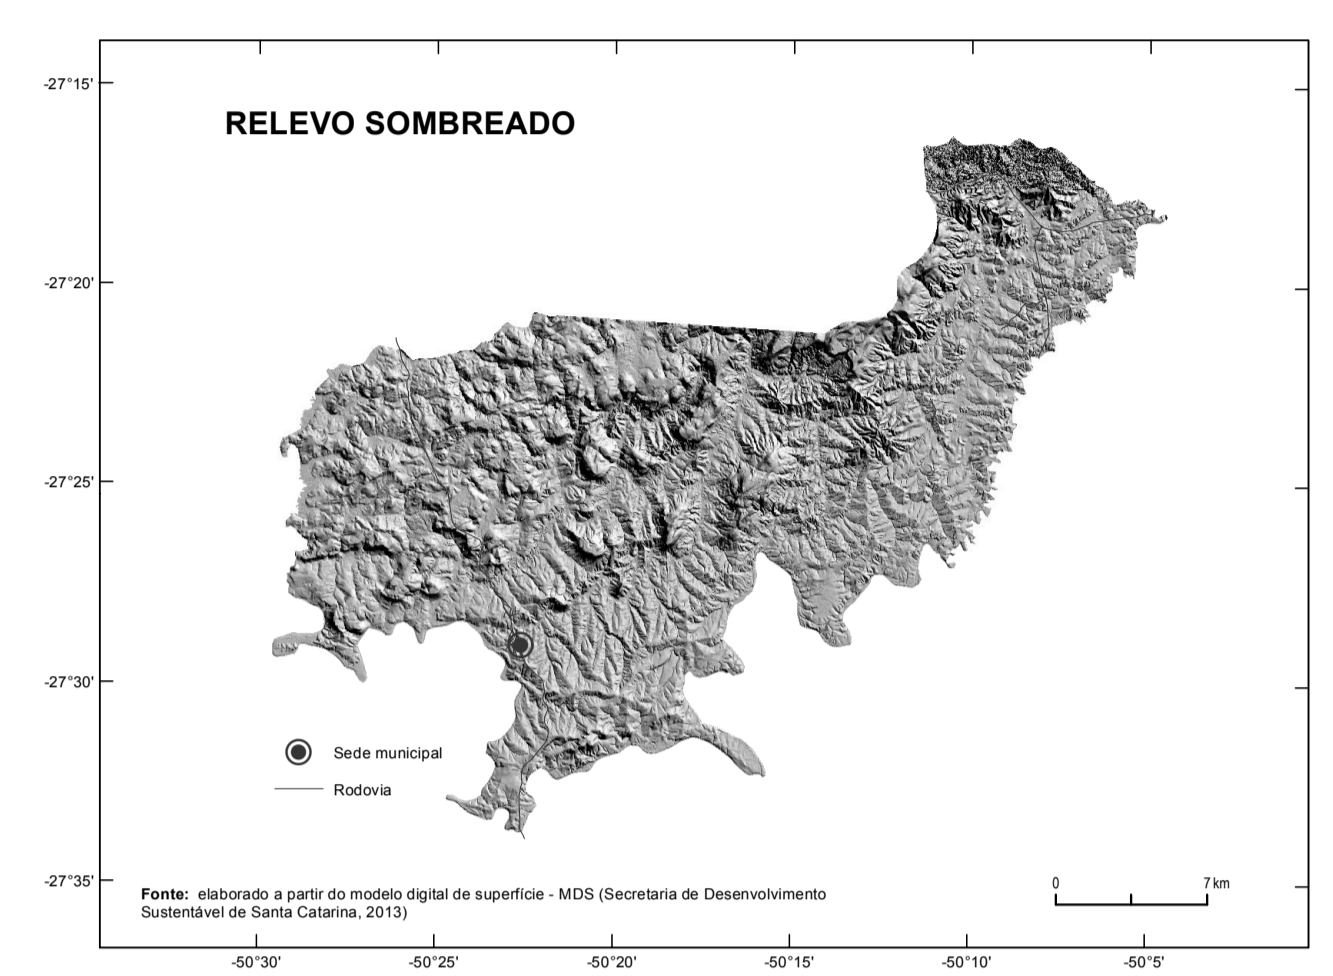 -27°15'
RELEVO SOMBREADO
-27°20'
-27°25'
-27°30'
Sede municipal
Rodovia
-27°35'
Fonte: elaborado a partir do modelo digital de superfície - MDS (Secretaria de Desenvolvimento
Sustentável de Santa Catarina, 2013)
0 7 km
-50°30' -50°25' -50°20' -50°15' -50°10' -50°5'